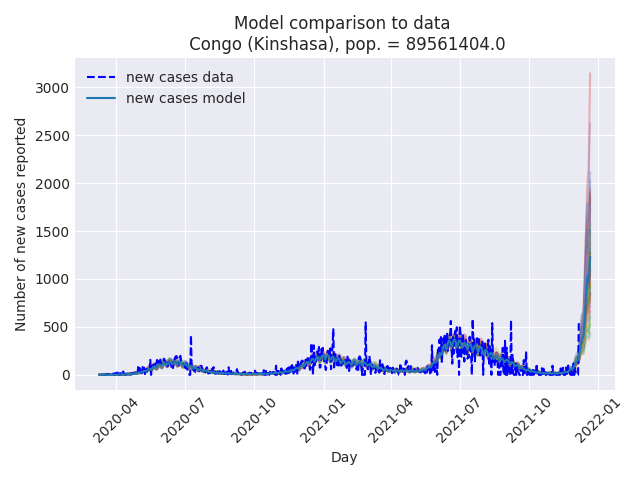 Model comparison to data
Congo (Kinshasa), pop. = 89561404.0
new cases data
new cases model
Number of new cases reported
3000
2500
2000
1500
1000
500
0
2020-04
2020-07
2020-10
2021-01
2021-04
2021-07
2021-10
2022-01
Day